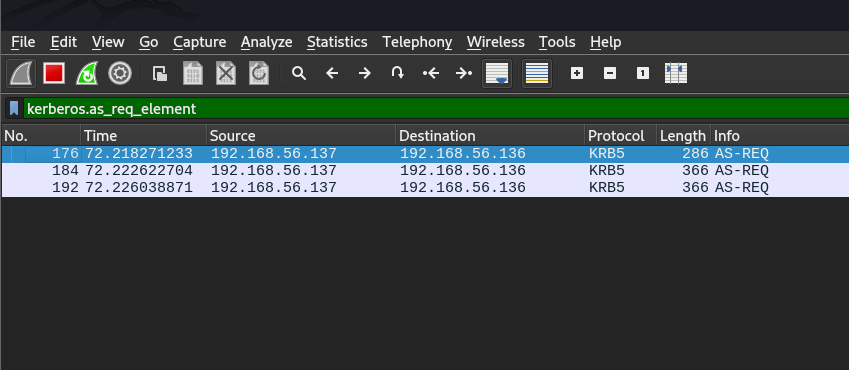 File Edit View Go Capture Analyze Statistics Telephony Wireless Tools Help
kerberos.as_req_element
No. Time Source Destination Protocol Length Info
176 72.218271233 192.168.56.137 192.168.56.136 KRB5 286 AS-REQ
184 72.222622704 192.168.56.137 192.168.56.136 KRB5 366 AS-REQ
192 72.226038871 192.168.56.137 192.168.56.136 KRB5 366 AS-REQ